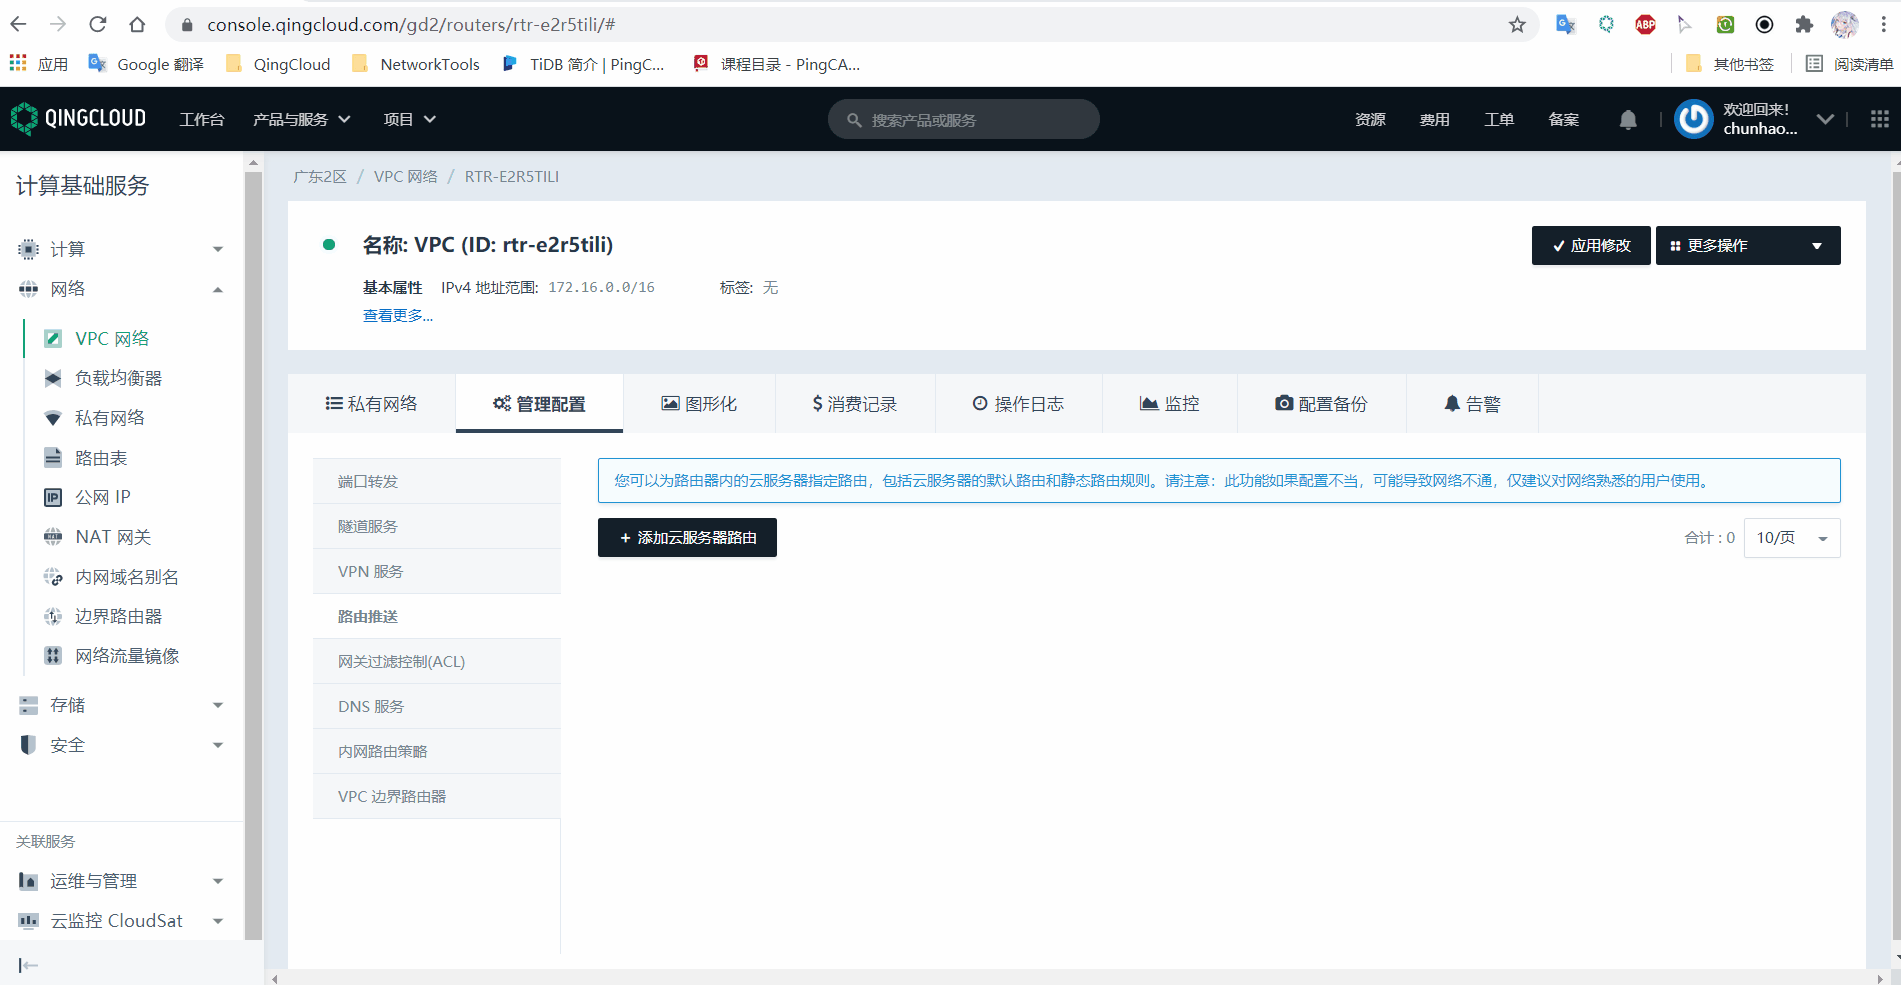 console.qingcloud.com/gd2/routers/rtr-e2r5tili/#
ABP
应用
Google 翻译
QingCloud
NetworkTools
TiDB 简介 | PingC...
课程目录 - PingCA...
其他书签
阅读清单
QINGCLOUD
工作台
产品与服务
项目
搜索产品或服务
资源
费用
工单
备案
欢迎回来!
chunhao...
计算基础服务
计算
网络
VPC 网络
负载均衡器
私有网络
路由表
IP 公网 IP
NAT 网关
内网域名别名
边界路由器
网络流量镜像
存储
安全
关联服务
运维与管理
云监控 CloudSat
广东2区 / VPC 网络 / RTR-E2R5TILI
名称: VPC (ID: rtr-e2r5tili)
应用修改
更多操作
基本属性 IPv4 地址范围: 172.16.0.0/16 标签: 无
查看更多...
私有网络
管理配置
图形化
$ 消费记录
操作日志
监控
配置备份
告警
端口转发
隧道服务
VPN 服务
路由推送
网关过滤控制(ACL)
DNS 服务
内网路由策略
VPC 边界路由器
您可以为路由器内的云服务器指定路由，包括云服务器的默认路由和静态路由规则。请注意：此功能如果配置不当，可能导致网络不通，仅建议对网络熟悉的用户使用。
+ 添加云服务器路由
合计 : 0
10/页